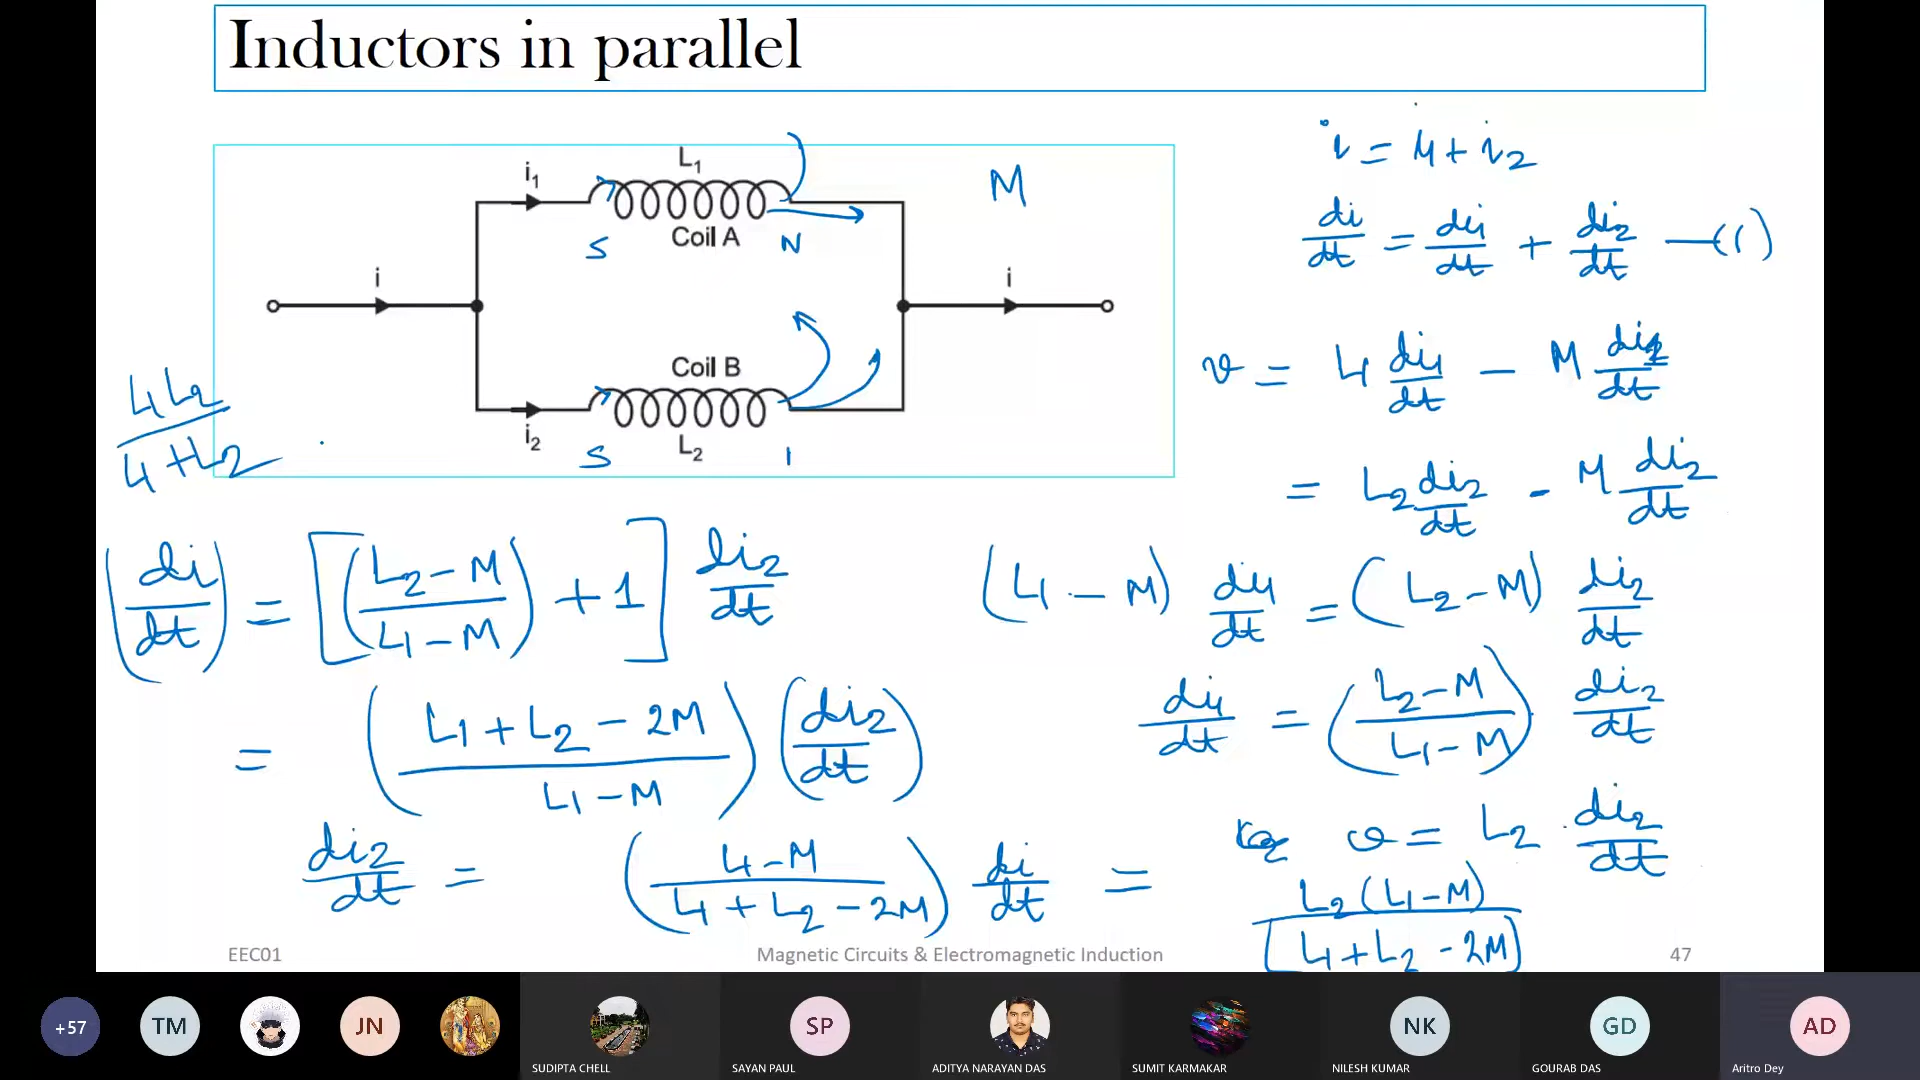 Inductors in parallel
i₁
L₁
Coil A
S
N
M
i
i
Coil B
i₂
L₂
S
L₁L₂ / L₁+L₂
i = i₁ + i₂
di/dt = di₁/dt + di₂/dt —(1)
v = L₁ di₁/dt - M di₂/dt
= L₂ di₂/dt - M di₂/dt
(L₁ - M) di₁/dt = (L₂ - M) di₂/dt
di₁/dt = (L₂ - M / L₁ - M) di₂/dt
v = L₂ di₂/dt
(di/dt) = [(L₂ - M / L₁ - M) + 1] di₂/dt
= (L₁ + L₂ - 2M / L₁ - M) (di₂/dt)
di₂/dt = (L₁ - M / L₁ + L₂ - 2M) di/dt = L₂(L₁ - M) / [L₁ + L₂ - 2M]
EEC01
Magnetic Circuits & Electromagnetic Induction
47
+57
TM
JN
SP
NK
GD
AD
SUDIPTA CHELL
SAYAN PAUL
ADITYA NARAYAN DAS
SUMIT KARMAKAR
NILESH KUMAR
GOURAB DAS
Aritro Dey